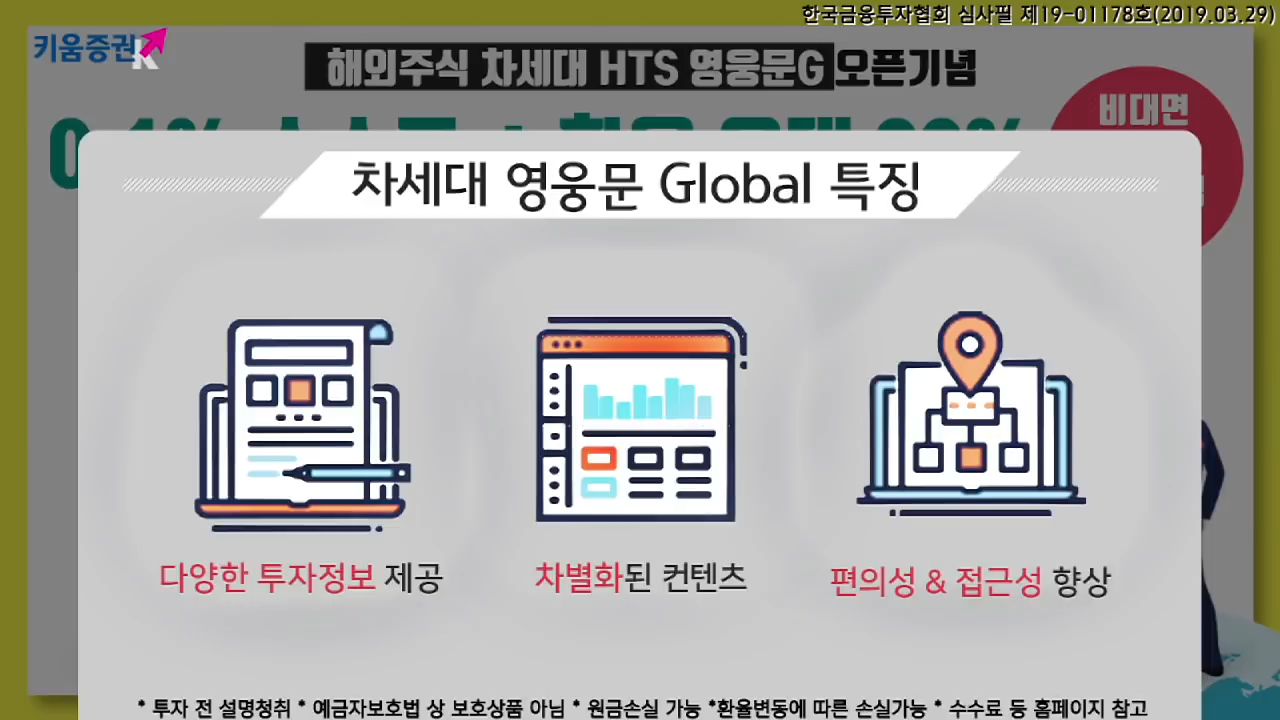 한국금융투자협회 심사필 제19-01178호(2019.03.29)
키움증권
해외주식 차세대 HTS 영웅문G 오픈기념
비대면
차세대 영웅문 Global 특징
다양한 투자정보 제공
차별화된 컨텐츠
편의성 & 접근성 향상
* 투자 전 설명청취 * 예금자보호법 상 보호상품 아님 * 원금손실 가능 *환율변동에 따른 손실가능 * 수수료 등 홈페이지 참고